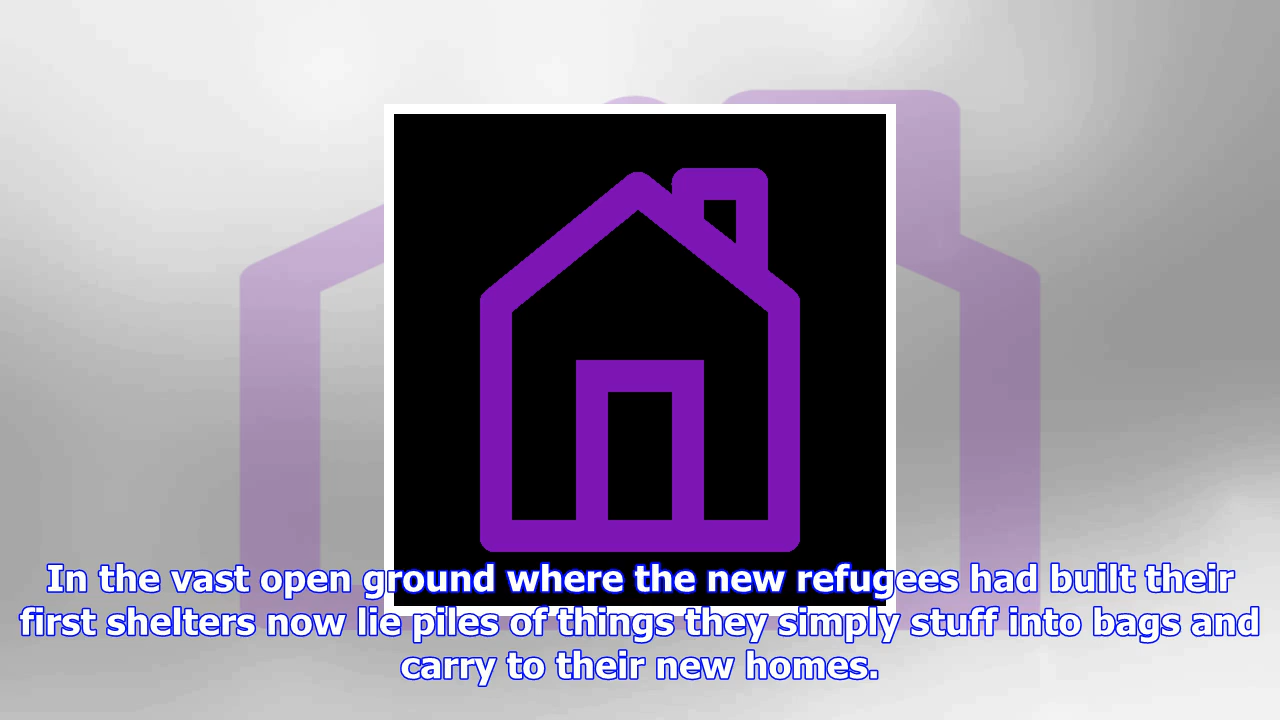 In the vast open ground where the new refugees had built their
first shelters now lie piles of things they simply stuff into bags and
carry to their new homes.